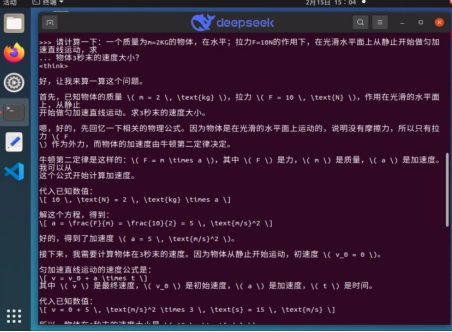 活动
终端
2月15日 15：04
deepseek
>>> 请计算一下: 一个质量为m=2KG的物体，在水平；拉力F=10N的作用下，在光滑水平面上从静止开始做匀加
速直线运动，求
... 物体3秒末的速度大小？
<think>
好，让我来算一算这个问题。
首先，已知物体的质量 \( m = 2 \, \text{kg} \)，拉力 \( F = 10 \, \text{N} \)，作用在光滑的水平面
上，从静止
开始做匀加速直线运动。求3秒末的速度大小。
嗯，好的，先回忆一下相关的物理公式。因为物体是在光滑的水平面上运动的，说明没有摩擦力，所以只有拉
力 \( F
\) 作为外力，而物体的加速度由牛顿第二定律决定。
牛顿第二定律是这样的：\( F = m \times a \)，其中 \( F \) 是力，\( m \) 是质量，\( a \) 是加速度。
我可以从
这个公式开始计算加速度。
代入已知数值：
\[ 10 \, \text{N} = 2 \, \text{kg} \times a \]
解这个方程，得到：
\[ a = \frac{F}{m} = \frac{10}{2} = 5 \, \text{m/s}^2 \]
好的，得到了加速度 \( a = 5 \, \text{m/s}^2 \)。
接下来，我需要计算物体在3秒末的速度。因为物体从静止开始运动，初速度 \( v_0 = 0 \)。
匀加速直线运动的速度公式是：
\[ v = v_0 + a \times t \]
其中 \( v \) 是最终速度，\( v_0 \) 是初始速度，\( a \) 是加速度，\( t \) 是时间。
代入已知数值：
\[ v = 0 + 5 \, \text{m/s}^2 \times 3 \, \text{s} = 15 \, \text{m/s} \]